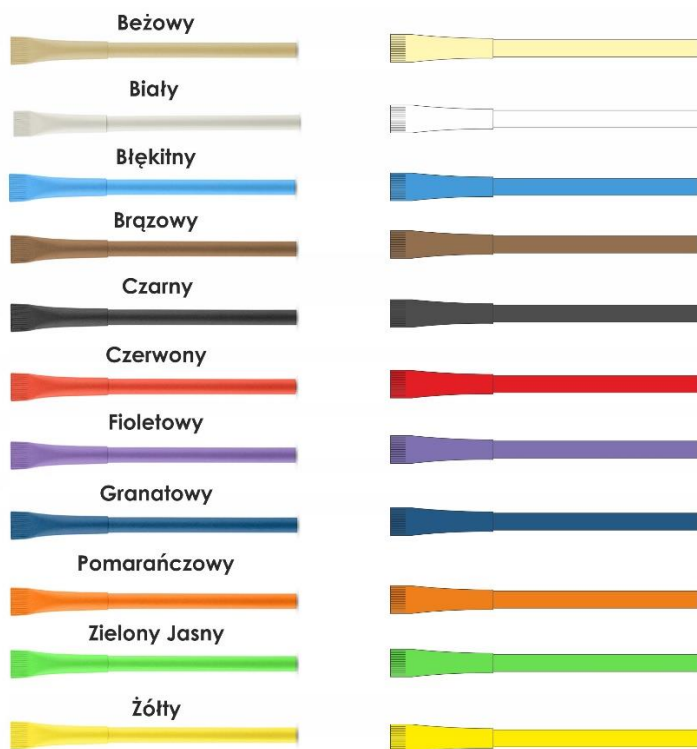 Beżowy
Biały
Błękitny
Brązowy
Czarny
Czerwony
Fioletowy
Granatowy
Pomarańczowy
Zielony Jasny
Żółty